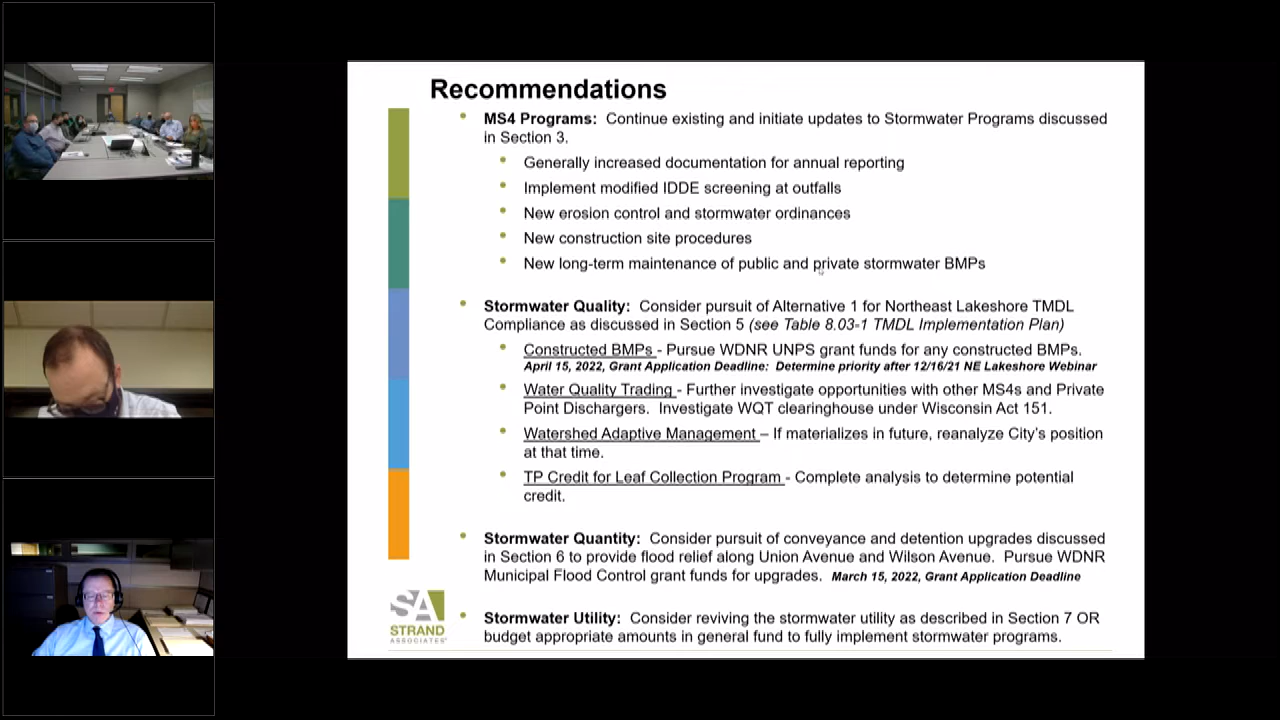 Recommendations
MS4 Programs: Continue existing and initiate updates to Stormwater Programs discussed
in Section 3.
Generally increased documentation for annual reporting
Implement modified IDDE screening at outfalls
New erosion control and stormwater ordinances
New construction site procedures
New long-term maintenance of public and private stormwater BMPs
Stormwater Quality: Consider pursuit of Alternative 1 for Northeast Lakeshore TMDL
Compliance as discussed in Section 5 (see Table 8.03-1 TMDL Implementation Plan)
Constructed BMPs - Pursue WDNR UNPS grant funds for any constructed BMPs.
April 15, 2022, Grant Application Deadline: Determine priority after 12/16/21 NE Lakeshore Webinar
Water Quality Trading - Further investigate opportunities with other MS4s and Private
Point Dischargers. Investigate WQT clearinghouse under Wisconsin Act 151.
Watershed Adaptive Management – If materializes in future, reanalyze City's position
at that time.
TP Credit for Leaf Collection Program - Complete analysis to determine potential
credit.
Stormwater Quantity: Consider pursuit of conveyance and detention upgrades discussed
in Section 6 to provide flood relief along Union Avenue and Wilson Avenue. Pursue WDNR
Municipal Flood Control grant funds for upgrades. March 15, 2022, Grant Application Deadline
Stormwater Utility: Consider reviving the stormwater utility as described in Section 7 OR
budget appropriate amounts in general fund to fully implement stormwater programs.
SA
STRAND
ASSOCIATES